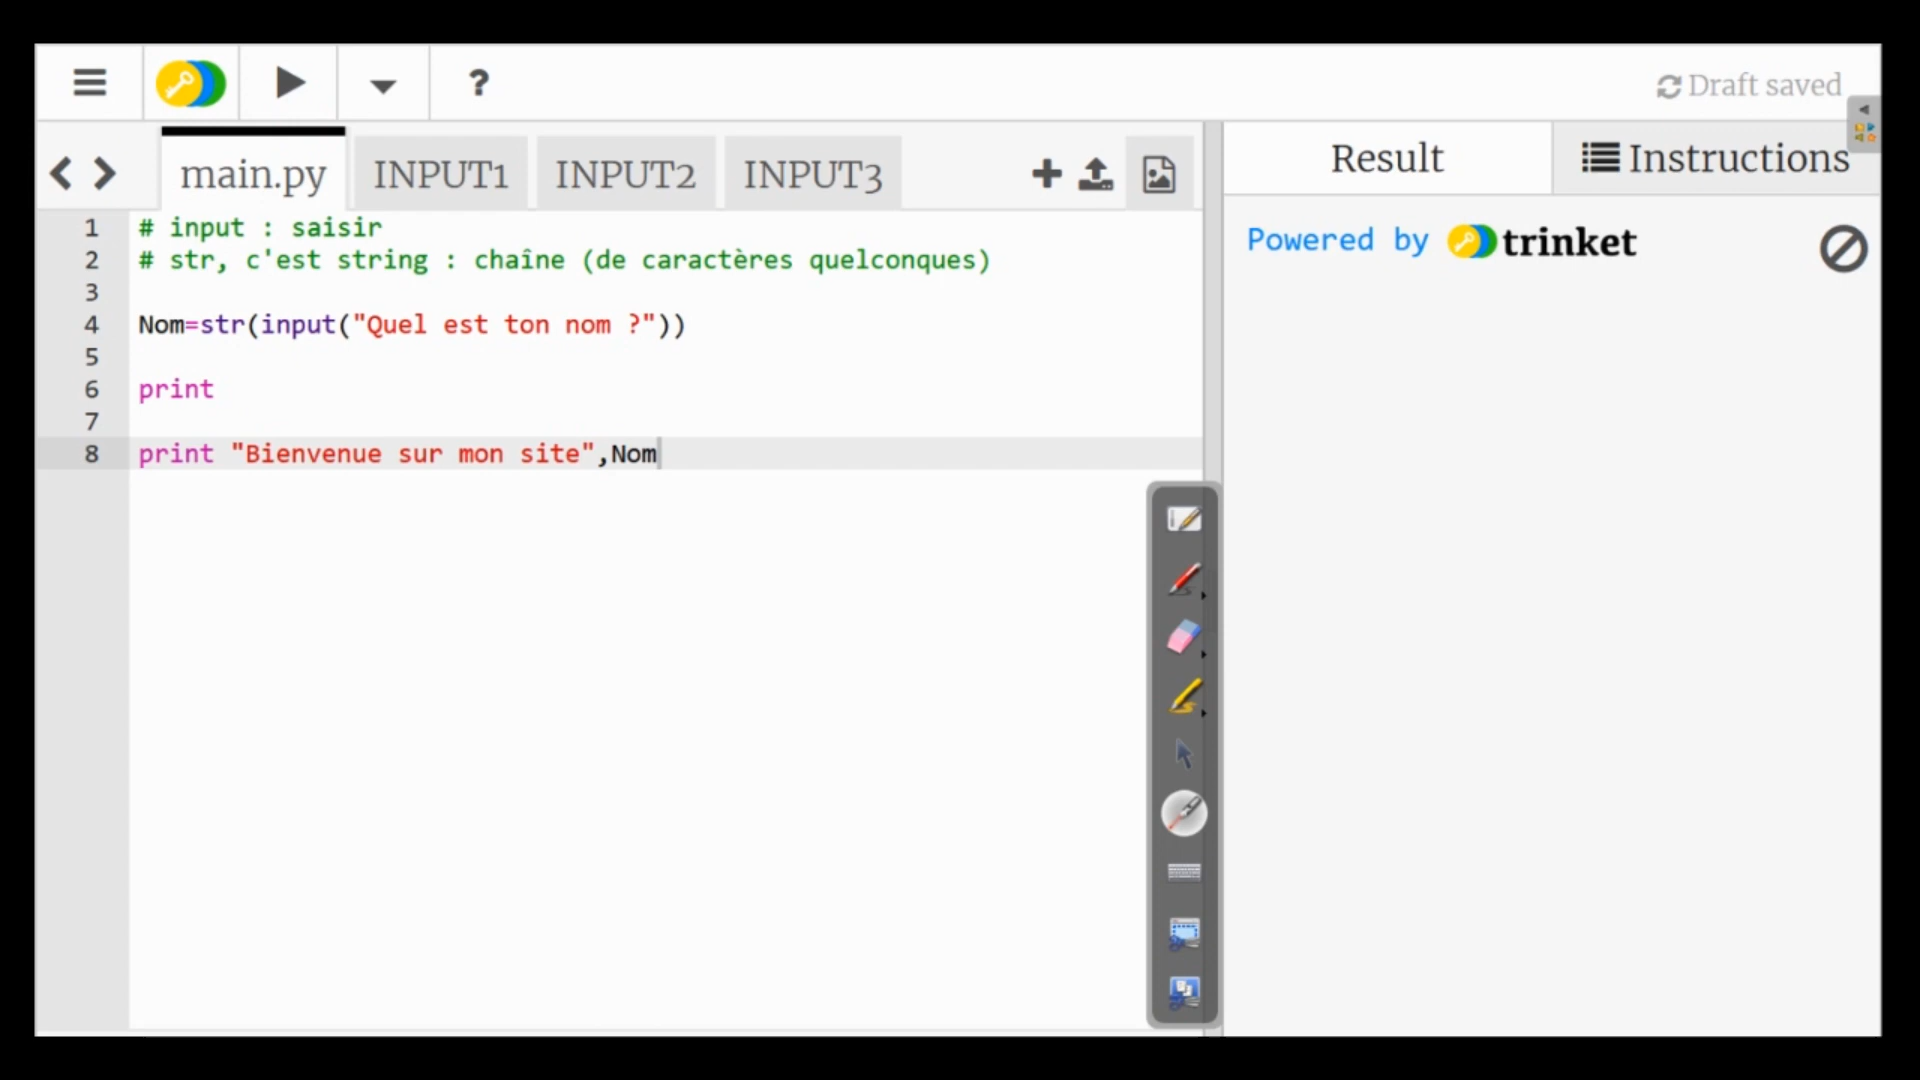 ?
Draft saved
main.py INPUT1 INPUT2 INPUT3
Result Instructions
1 # input : saisir
2 # str, c'est string : chaîne (de caractères quelconques)
3
4 Nom=str(input("Quel est ton nom ?"))
5
6 print
7
8 print "Bienvenue sur mon site",Nom
Powered by trinket